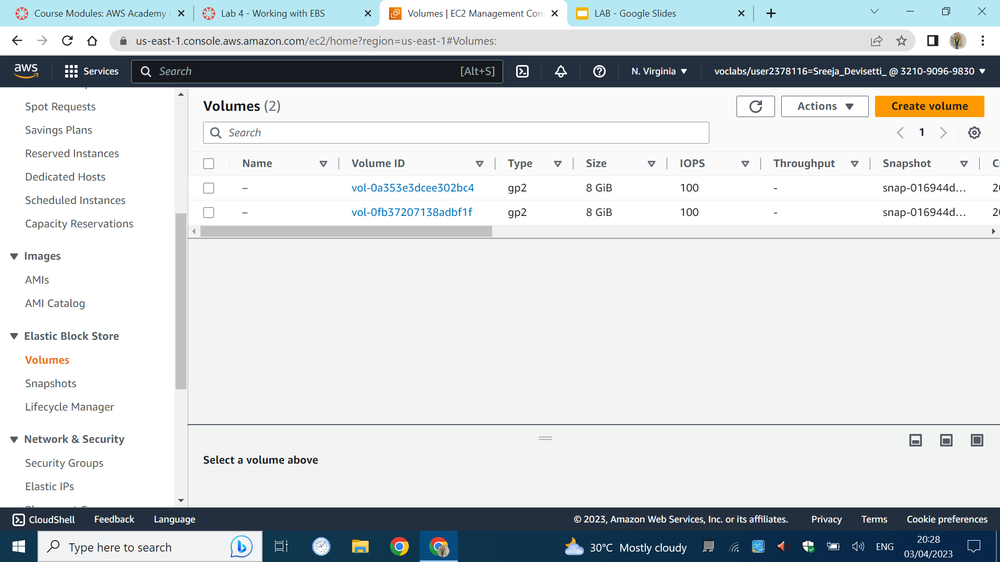 Course Modules: AWS Academy
Lab 4 - Working with EBS
Volumes | EC2 Management Con
LAB - Google Slides
us-east-1.console.aws.amazon.com/ec2/home?region=us-east-1#Volumes:
aws
Services
Search
[Alt+S]
N. Virginia
voclabs/user2378116=Sreeja_Devisetti_ @ 3210-9096-9830
Spot Requests
Savings Plans
Reserved Instances
Dedicated Hosts
Scheduled Instances
Capacity Reservations
Images
AMIs
AMI Catalog
Elastic Block Store
Volumes
Snapshots
Lifecycle Manager
Network & Security
Security Groups
Elastic IPs
Volumes (2)
Actions
Create volume
Search
1
Name Volume ID Type Size IOPS Throughput Snapshot C
– vol-0a353e3dcee302bc4 gp2 8 GiB 100 - snap-016944d... 2
– vol-0fb37207138adbf1f gp2 8 GiB 100 - snap-016944d... 2
Select a volume above
CloudShell
Feedback
Language
© 2023, Amazon Web Services, Inc. or its affiliates.
Privacy
Terms
Cookie preferences
Type here to search
30°C Mostly cloudy
ENG
20:28
03/04/2023